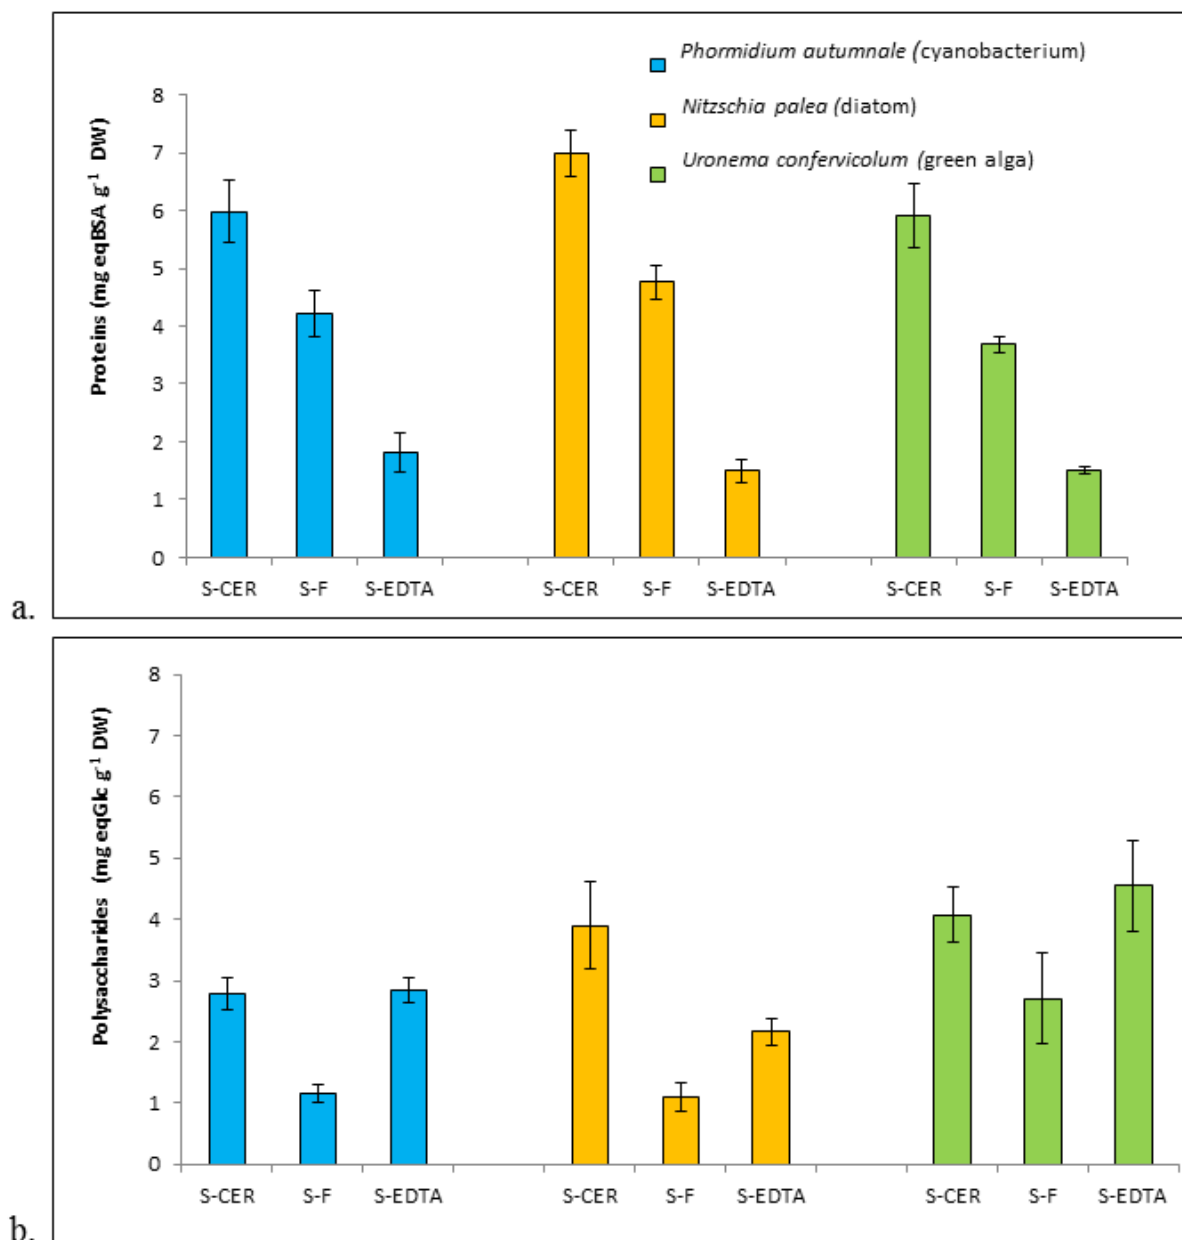 Phormidium autumnale (cyanobacterium)
Nitzschia palea (diatom)
Uronema confervicolum (green alga)
Proteins (mg eqBSA g-1 DW)
8
7
6
5
4
3
2
1
0
S-CER S-F S-EDTA S-CER S-F S-EDTA S-CER S-F S-EDTA
a.
Polysaccharides (mg eqGlc g-1 DW)
8
7
6
5
4
3
2
1
0
S-CER S-F S-EDTA S-CER S-F S-EDTA S-CER S-F S-EDTA
b.